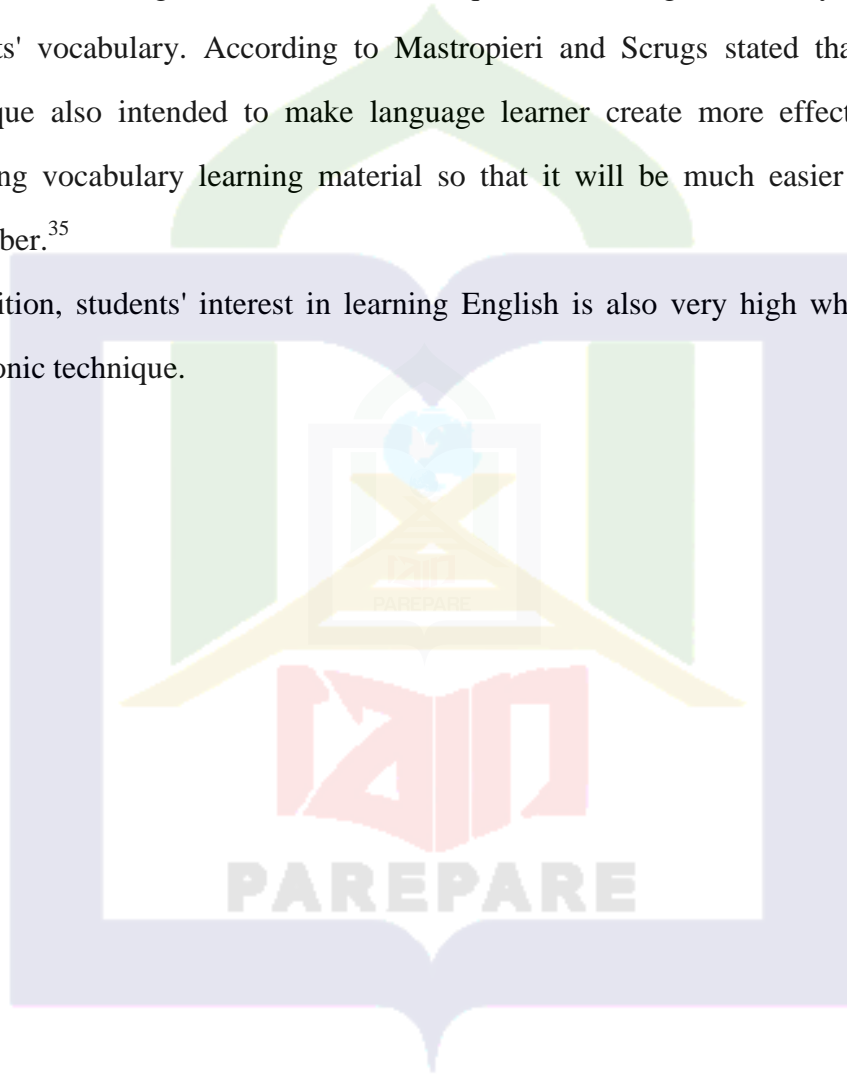 ts' vocabulary. According to Mastropieri and Scrugs stated tha
que also intended to make language learner create more effect
ng vocabulary learning material so that it will be much easier
ber.35
ition, students' interest in learning English is also very high wh
onic technique.
IAIN
PAREPARE
IAIN
PAREPARE